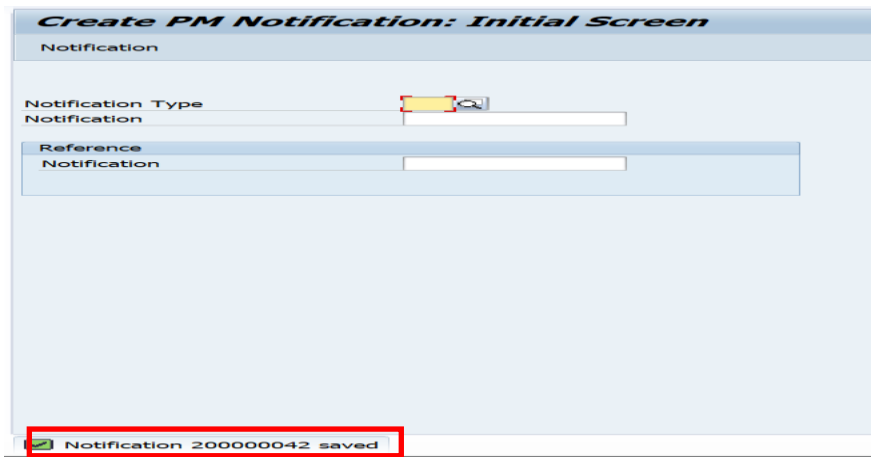 Create PM Notification: Initial Screen
Notification
Notification Type
Notification
Reference
Notification
Notification 200000042 saved